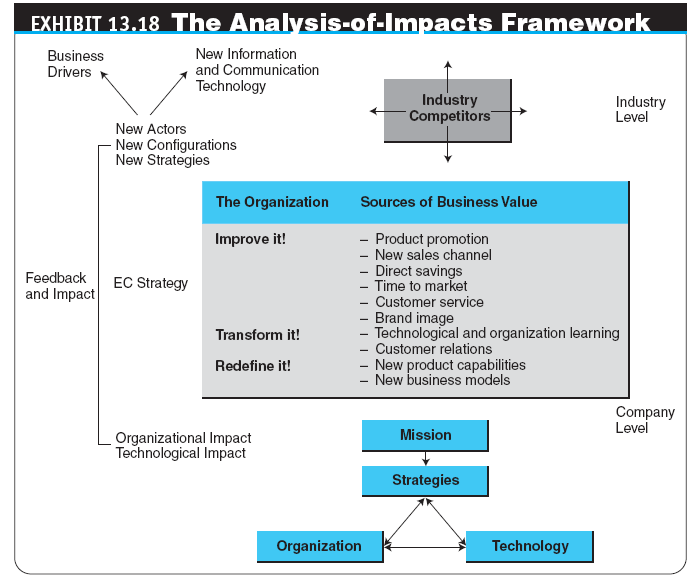 EXHIBIT 13.18 The Analysis-of-Impacts Framework
Business
Drivers
New Information
and Communication
Technology
Industry
Competitors
Industry
Level
New Actors
New Configurations
New Strategies
The Organization Sources of Business Value
Improve it! – Product promotion
– New sales channel
– Direct savings
– Time to market
– Customer service
– Brand image
Transform it! – Technological and organization learning
– Customer relations
Redefine it! – New product capabilities
– New business models
Feedback
and Impact
EC Strategy
Company
Level
Organizational Impact
Technological Impact
Mission
Strategies
Organization
Technology